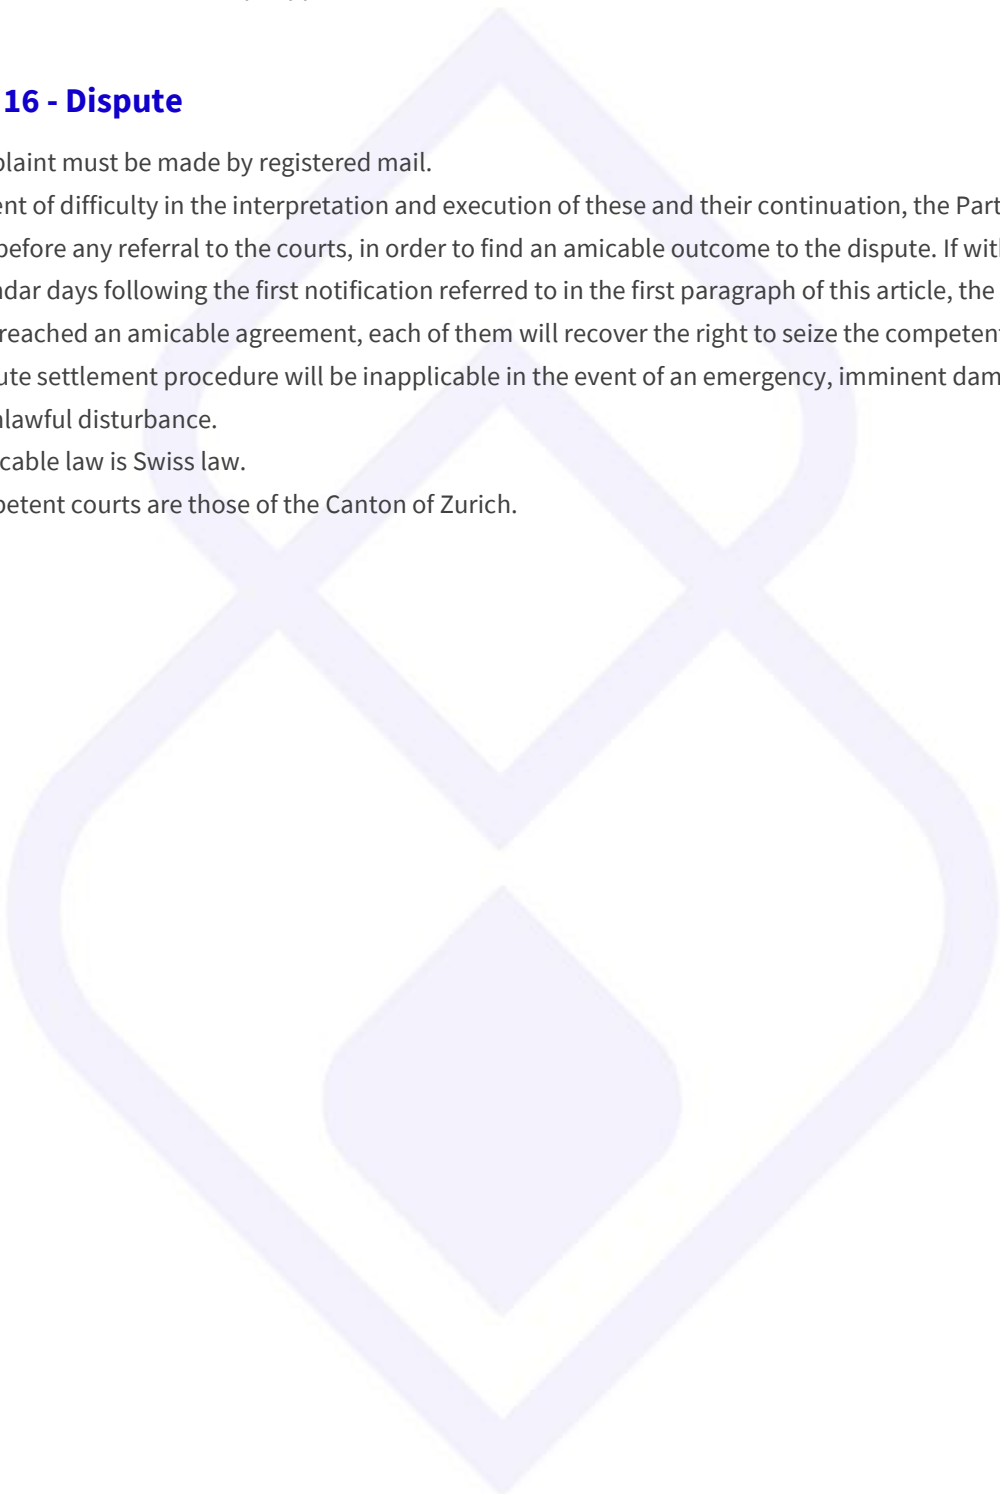 16 - Dispute
plaint must be made by registered mail.
ent of difficulty in the interpretation and execution of these and their continuation, the Part
before any referral to the courts, in order to find an amicable outcome to the dispute. If with
ndar days following the first notification referred to in the first paragraph of this article, the
reached an amicable agreement, each of them will recover the right to seize the competent
ute settlement procedure will be inapplicable in the event of an emergency, imminent dam
nlawful disturbance.
cable law is Swiss law.
petent courts are those of the Canton of Zurich.